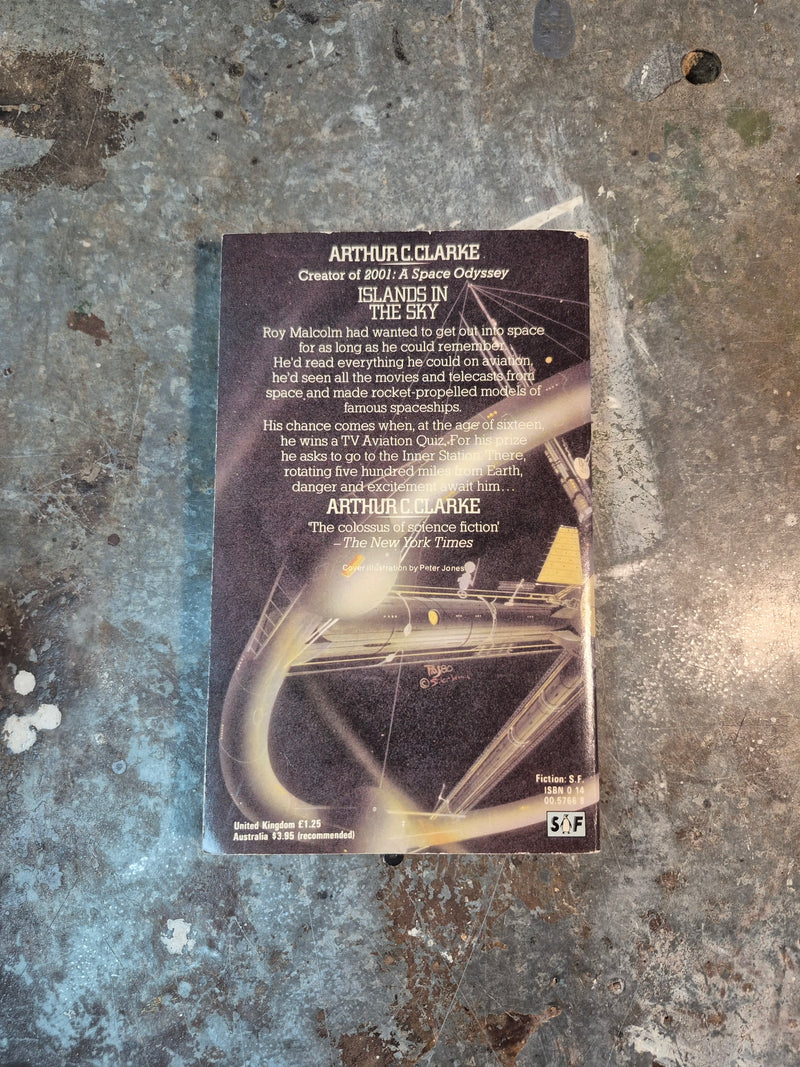 ARTHUR C. CLARKE
Creator of 2001: A Space Odyssey
ISLANDS IN
THE SKY
Roy Malcolm had wanted to get out into space
for as long as he could remember.
He'd read everything he could on aviation,
he'd seen all the movies and telecasts from
space and made rocket-propelled models of
famous spaceships.
His chance comes when, at the age of sixteen,
he wins a TV Aviation Quiz. For his prize
he asks to go to the Inner Station. There,
rotating five hundred miles from Earth,
danger and excitement await him...
ARTHUR C. CLARKE
'The colossus of science fiction'
– The New York Times
Cover illustration by Peter Jones
©
Fiction: S.F.
ISBN 0 14
00.5766
United Kingdom £1.25
Australia $3.95 (recommended)
S F